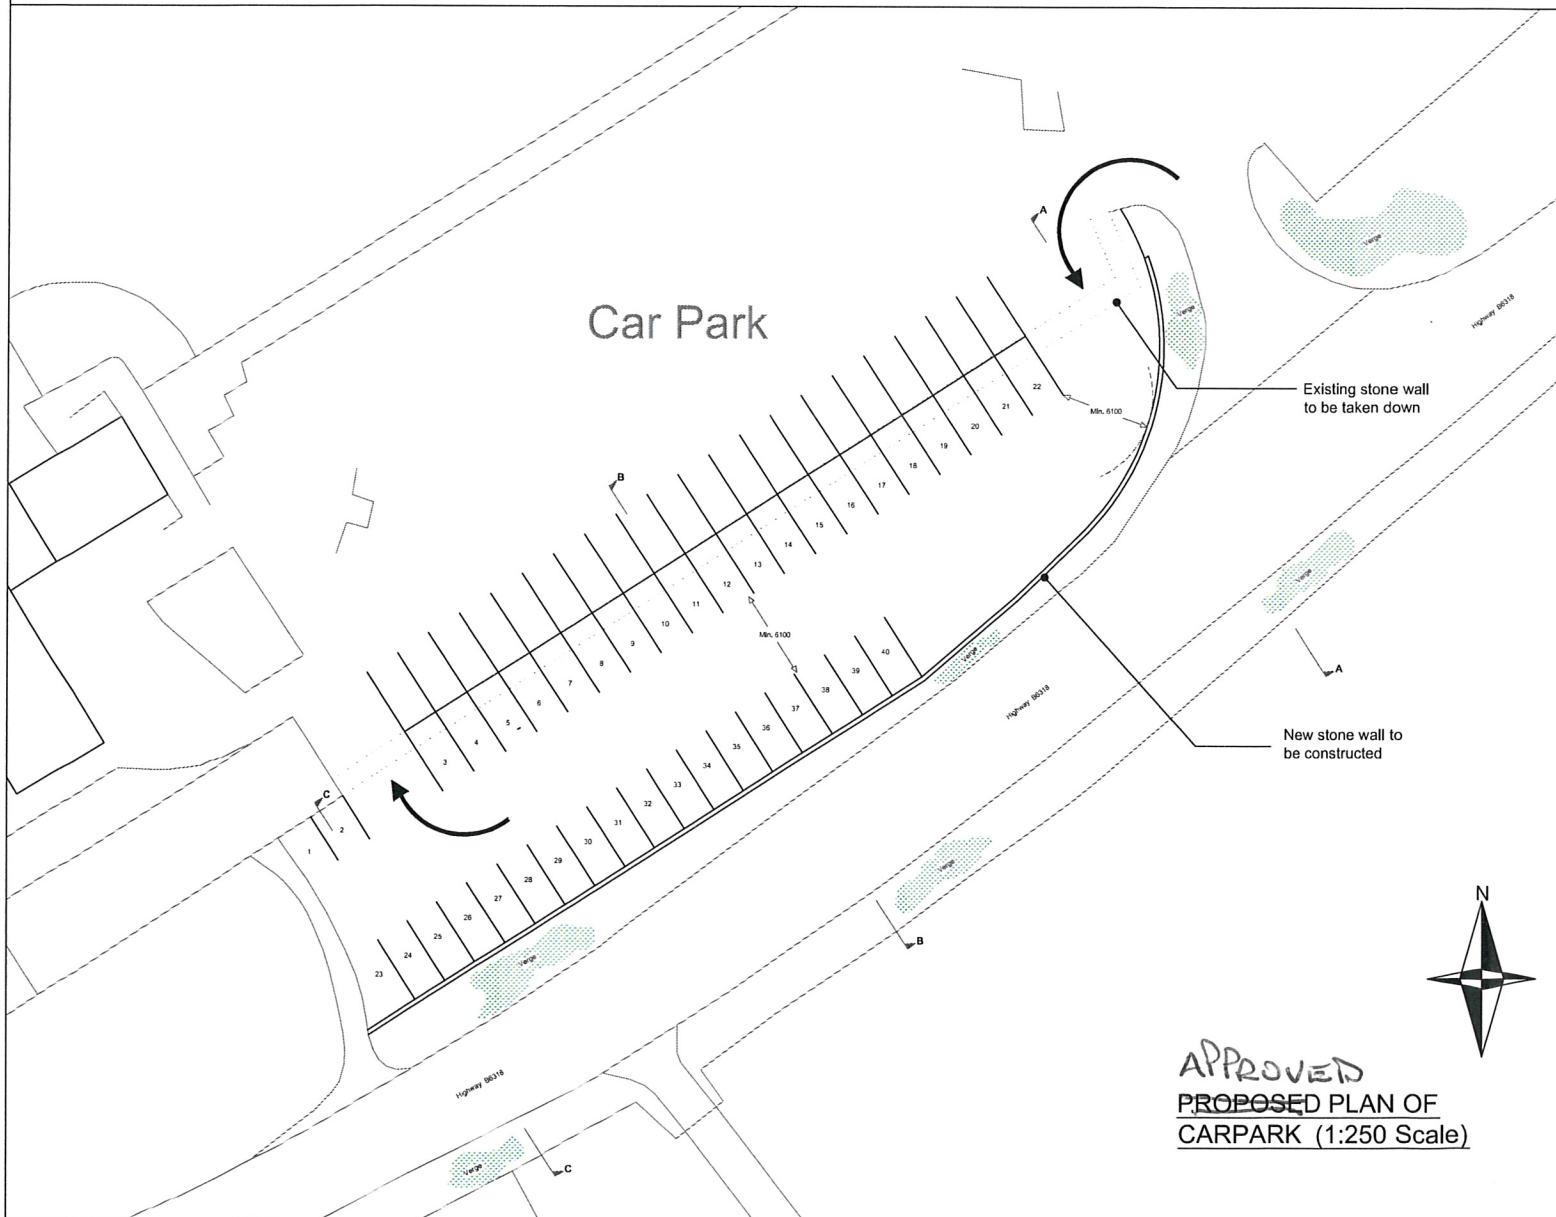 Car Park
A
Verge
Verge
Highway B6318
Existing stone wall
to be taken down
22
21
20
19
18
17
16
15
14
13
12
11
10
9
8
7
6
5
4
3
Min. 6100
B
Min. 6100
40
39
38
37
36
35
34
33
32
31
30
29
28
27
26
25
24
23
C
2
1
Verge
Verge
A
Highway B6318
New stone wall to
be constructed
Verge
B
Verge
Highway B6318
Verge
C
N
APPROVED
PROPOSED PLAN OF
CARPARK (1:250 Scale)